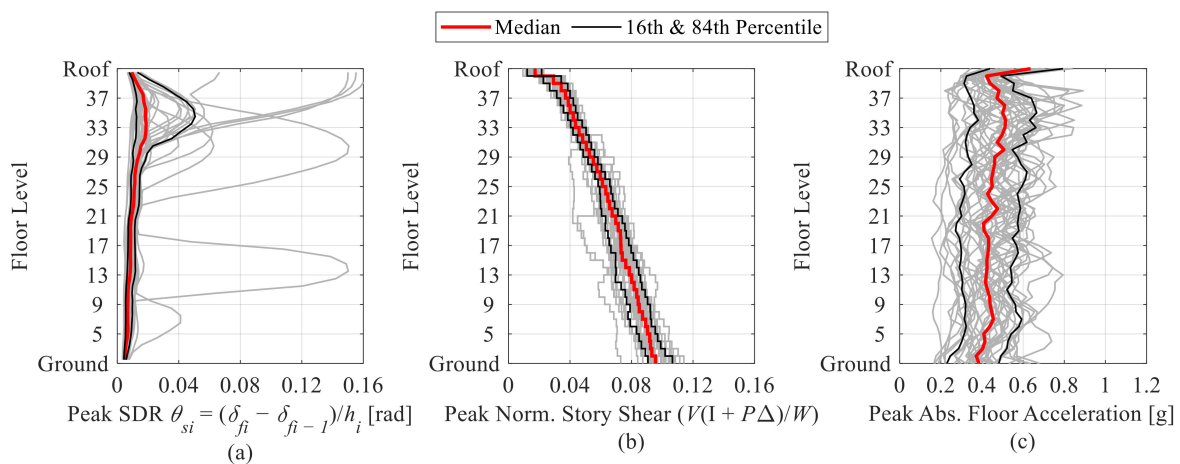 Median 16th & 84th Percentile
Roof
37
33
29
25
21
17
13
9
5
Ground
Floor Level
0 0.04 0.08 0.12 0.16
Peak SDR θsi = (δfi − δfi − 1)/hi [rad]
(a)
Roof
37
33
29
25
21
17
13
9
5
Ground
Floor Level
0 0.04 0.08 0.12 0.16
Peak Norm. Story Shear (V(I + PΔ)/W)
(b)
Roof
37
33
29
25
21
17
13
9
5
Ground
Floor Level
0 0.2 0.4 0.6 0.8 1 1.2
Peak Abs. Floor Acceleration [g]
(c)